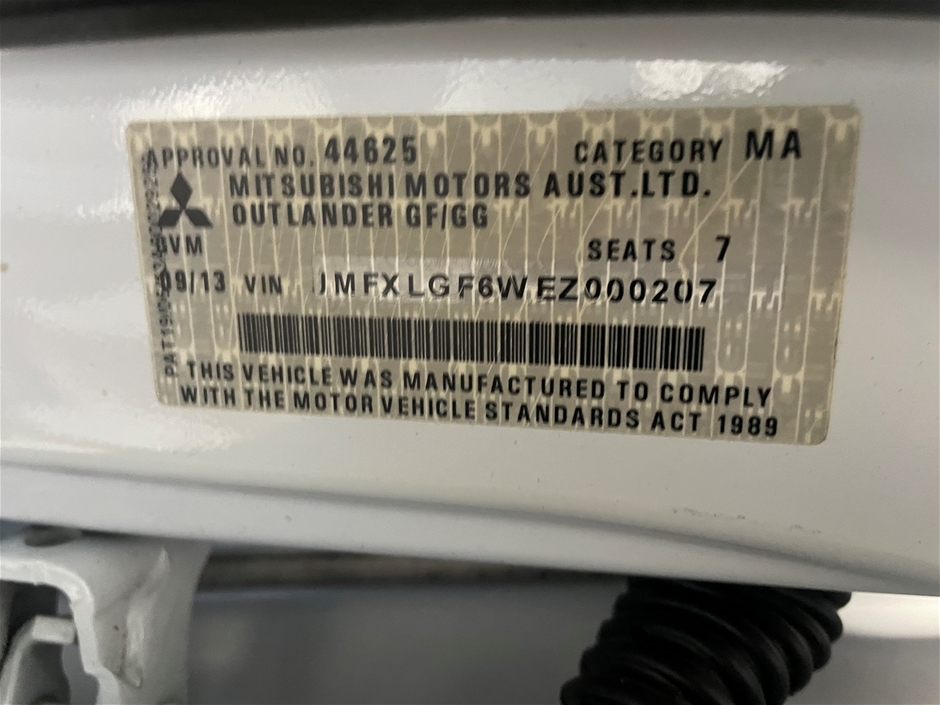 APPROVAL NO. 44625 CATEGORY MA
MITSUBISHI MOTORS AUST.LTD.
OUTLANDER GF/GG
GVM SEATS 7
09/13 VIN JMFXLGF6WEZ000207
THIS VEHICLE WAS MANUFACTURED TO COMPLY
WITH THE MOTOR VEHICLE STANDARDS ACT 1989